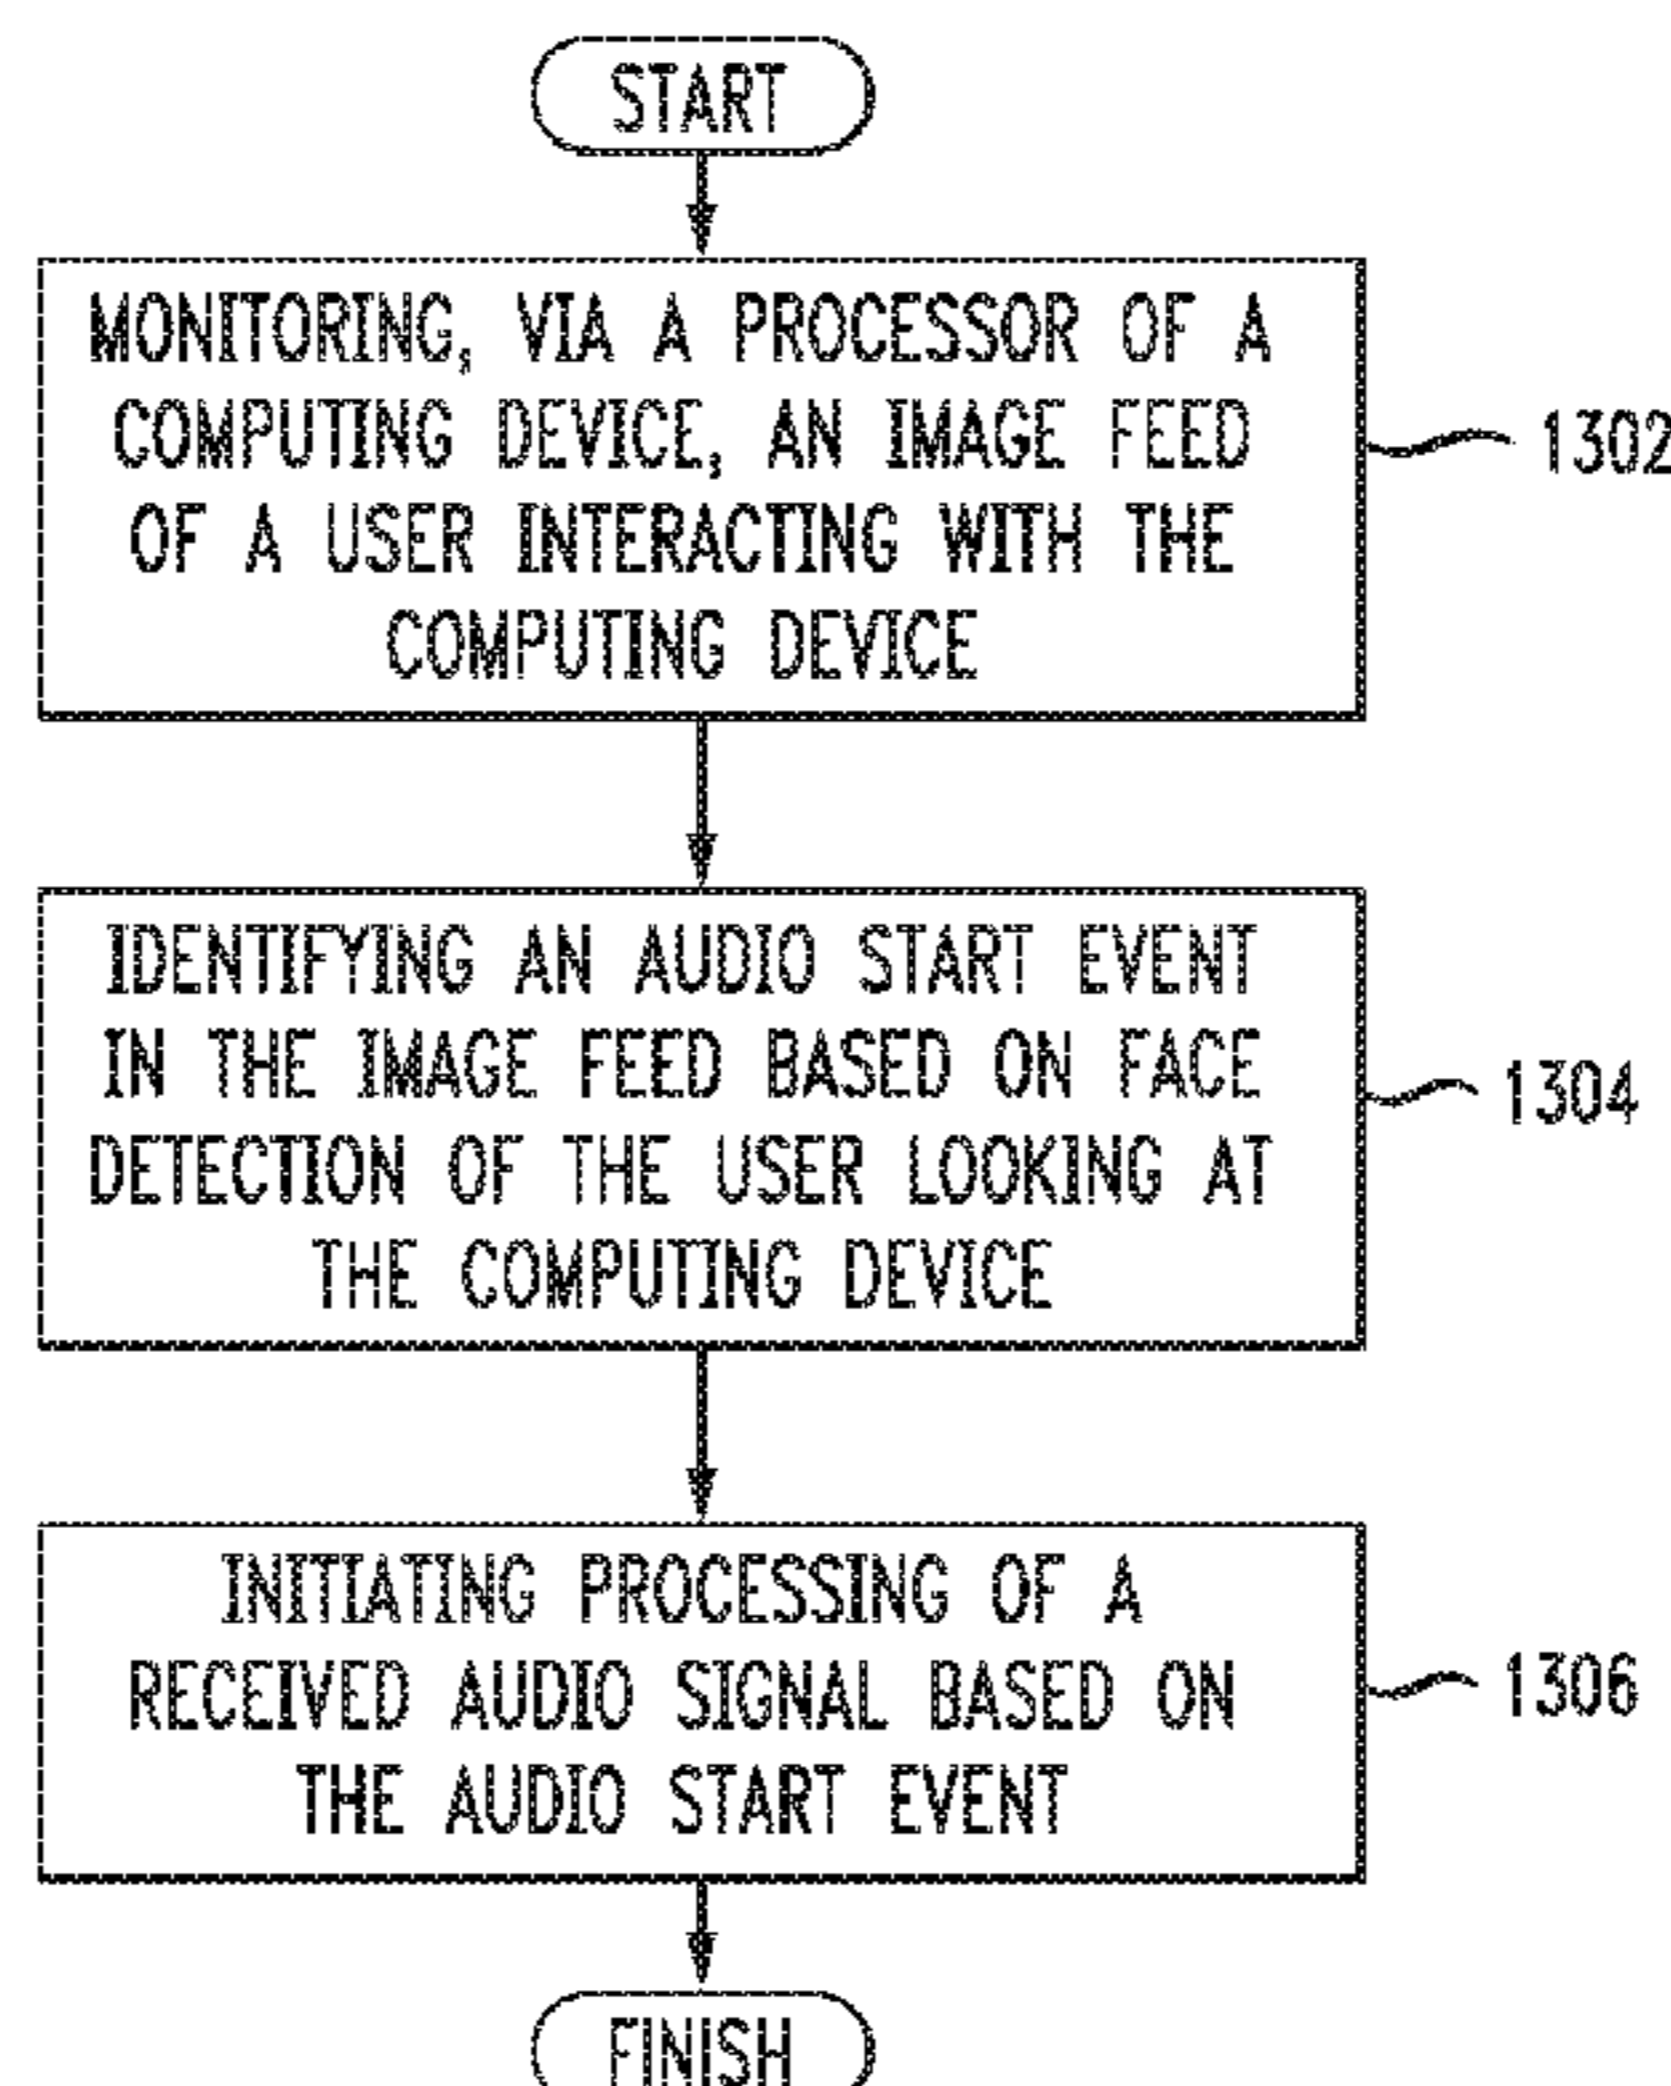 START
MONITORING, VIA A PROCESSOR OF A
COMPUTING DEVICE, AN IMAGE FEED
OF A USER INTERACTING WITH THE
COMPUTING DEVICE
1302
IDENTIFYING AN AUDIO START EVENT
IN THE IMAGE FEED BASED ON FACE
DETECTION OF THE USER LOOKING AT
THE COMPUTING DEVICE
1304
INITIATING PROCESSING OF A
RECEIVED AUDIO SIGNAL BASED ON
THE AUDIO START EVENT
1306
FINISH